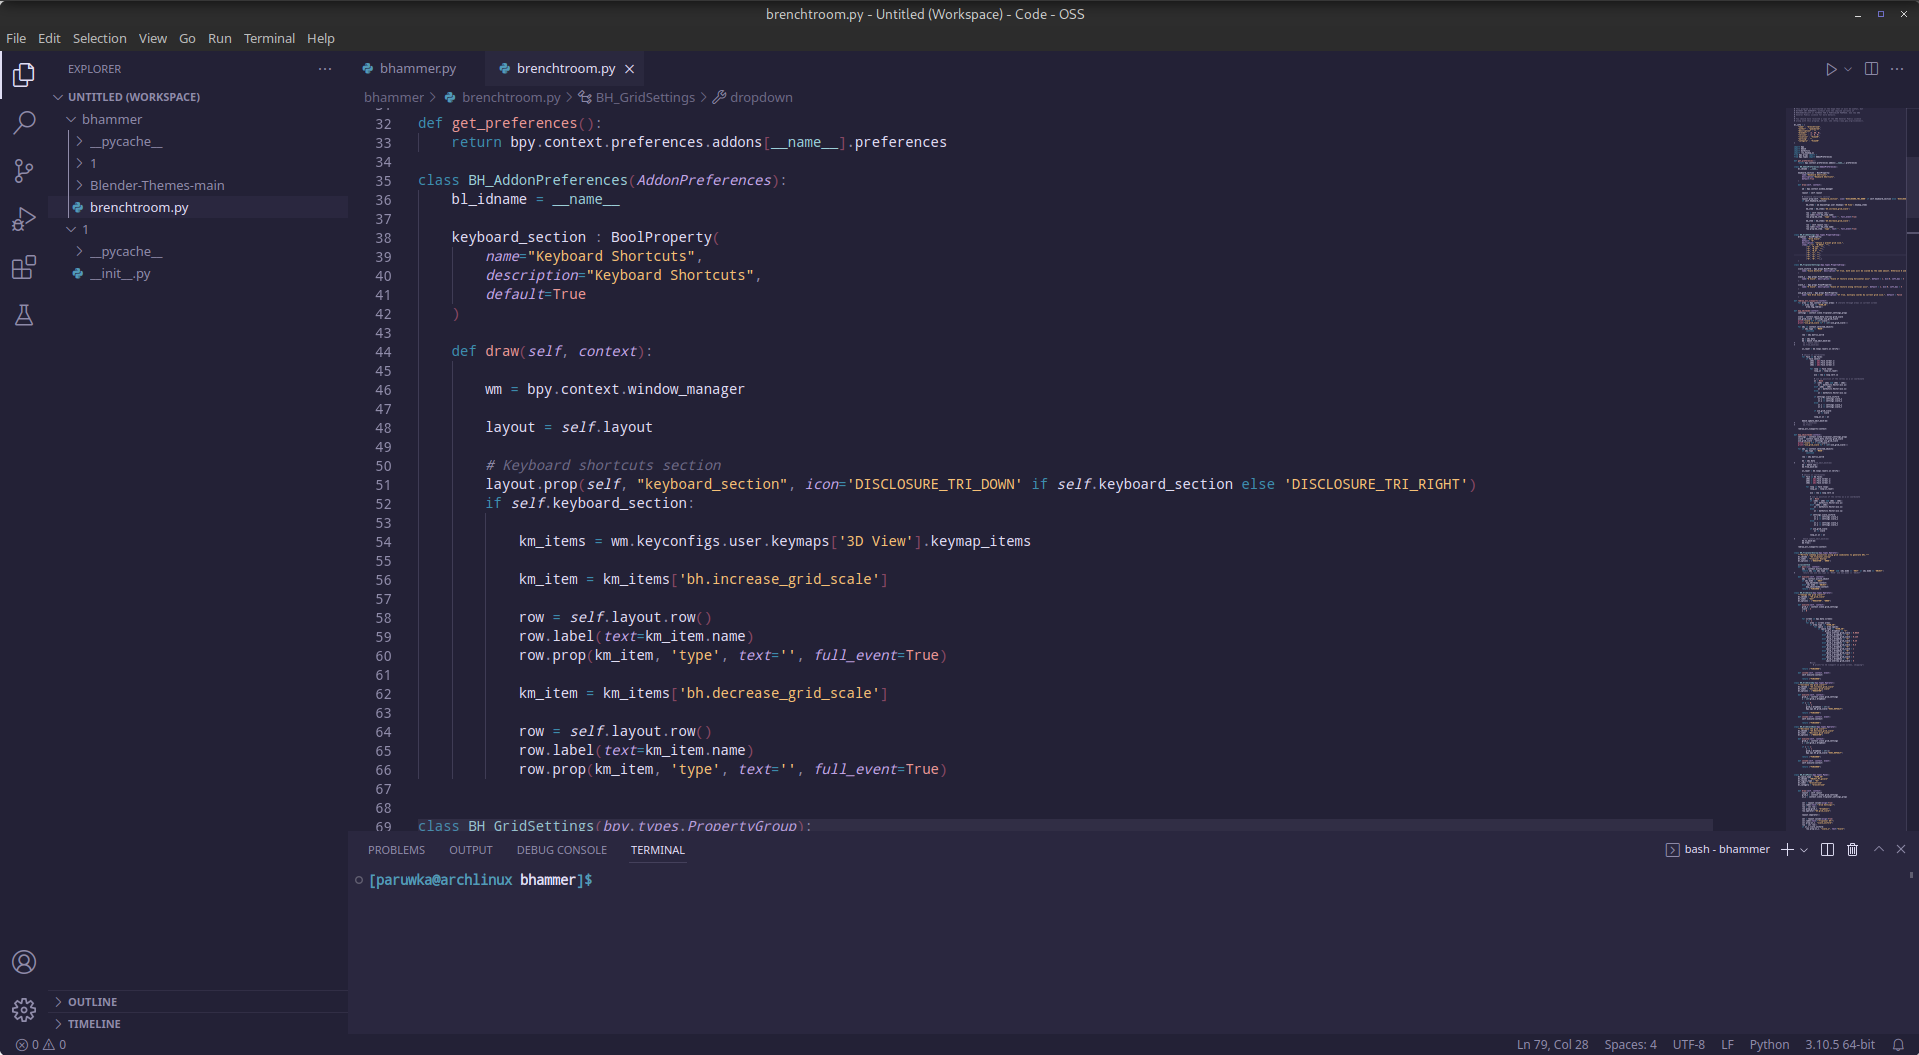 brenchtroom.py - Untitled (Workspace) - Code - OSS
File Edit Selection View Go Run Terminal Help
EXPLORER
UNTITLED (WORKSPACE)
bhammer
__pycache__
1
Blender-Themes-main
brenchtroom.py
1
__pycache__
__init__.py
OUTLINE
TIMELINE
bhammer.py
brenchtroom.py
bhammer > brenchtroom.py > BH_GridSettings > dropdown
32 def get_preferences():
33 return bpy.context.preferences.addons[__name__].preferences
34
35 class BH_AddonPreferences(AddonPreferences):
36 bl_idname = __name__
37
38 keyboard_section : BoolProperty(
39 name="Keyboard Shortcuts",
40 description="Keyboard Shortcuts",
41 default=True
42 )
43
44 def draw(self, context):
45
46 wm = bpy.context.window_manager
47
48 layout = self.layout
49
50 # Keyboard shortcuts section
51 layout.prop(self, "keyboard_section", icon='DISCLOSURE_TRI_DOWN' if self.keyboard_section else 'DISCLOSURE_TRI_RIGHT')
52 if self.keyboard_section:
53
54 km_items = wm.keyconfigs.user.keymaps['3D View'].keymap_items
55
56 km_item = km_items['bh.increase_grid_scale']
57
58 row = self.layout.row()
59 row.label(text=km_item.name)
60 row.prop(km_item, 'type', text='', full_event=True)
61
62 km_item = km_items['bh.decrease_grid_scale']
63
64 row = self.layout.row()
65 row.label(text=km_item.name)
66 row.prop(km_item, 'type', text='', full_event=True)
67
68
69 class BH_GridSettings(bpy.types.PropertyGroup):
PROBLEMS OUTPUT DEBUG CONSOLE TERMINAL
bash - bhammer
[paruwka@archlinux bhammer]$
0 0
Ln 79, Col 28 Spaces: 4 UTF-8 LF Python 3.10.5 64-bit